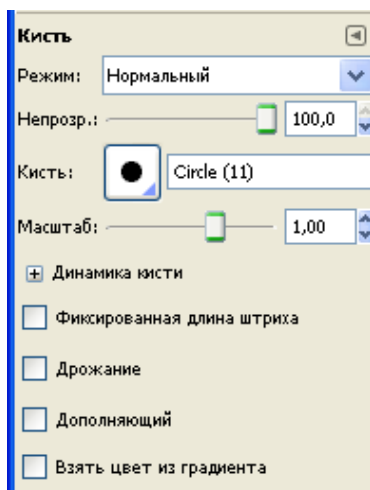 Кисть
Режим: Нормальный
Непрозр.: 100,0
Кисть: Circle (11)
Масштаб: 1,00
Динамика кисти
Фиксированная длина штриха
Дрожание
Дополняющий
Взять цвет из градиента